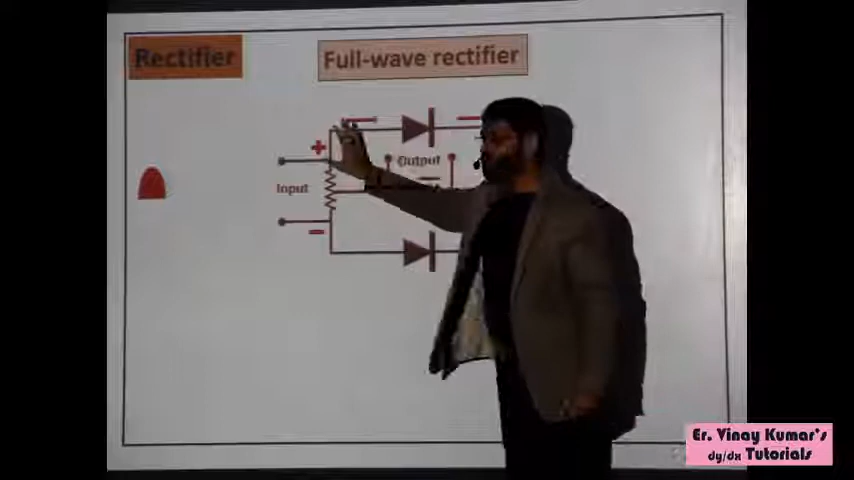 Rectifier
Full-wave rectifier
+
Output
Input
Er. Vinay Kumar's
dy/dx Tutorials